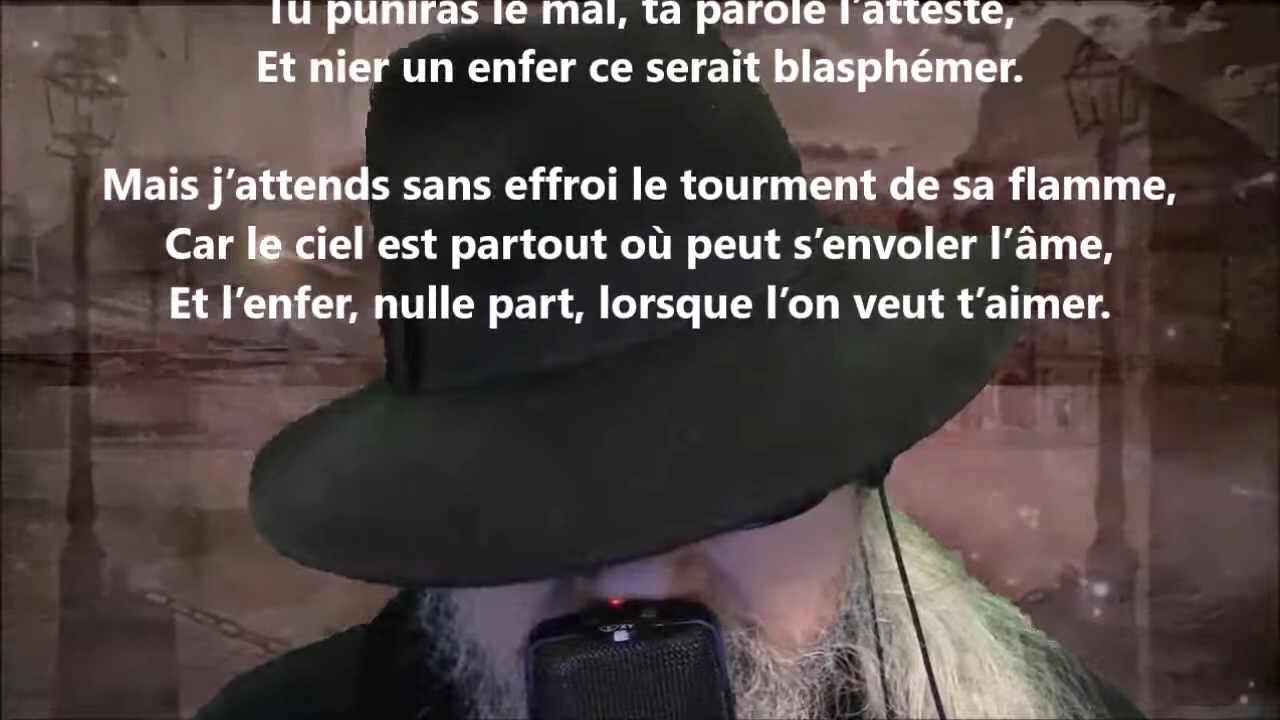 Tu puniras le mal, ta parole l’atteste,
Et nier un enfer ce serait blasphémer.
Mais j’attends sans effroi le tourment de sa flamme,
Car le ciel est partout où peut s’envoler l’âme,
Et l’enfer, nulle part, lorsque l’on veut t’aimer.